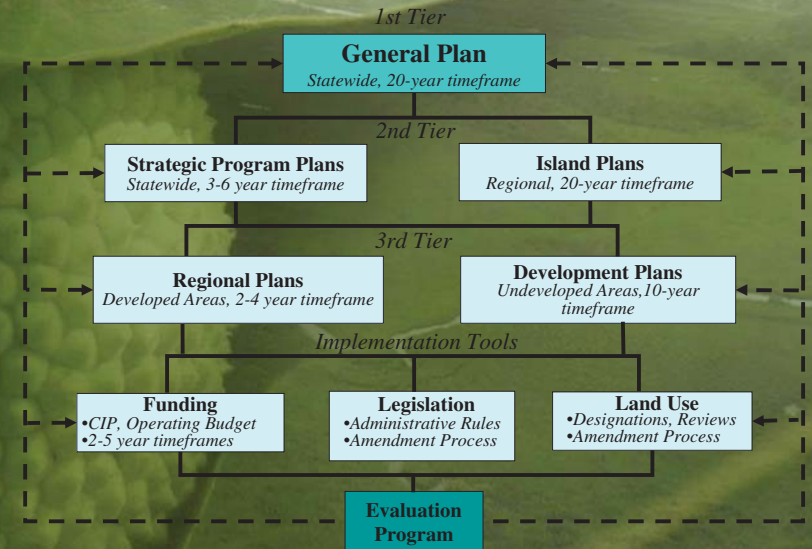 1st Tier
General Plan
Statewide, 20-year timeframe
2nd Tier
Strategic Program Plans
Statewide, 3-6 year timeframe
Island Plans
Regional, 20-year timeframe
3rd Tier
Regional Plans
Developed Areas, 2-4 year timeframe
Development Plans
Undeveloped Areas,10-year
timeframe
Implementation Tools
Funding
•CIP, Operating Budget
•2-5 year timeframes
Legislation
•Administrative Rules
•Amendment Process
Land Use
•Designations, Reviews
•Amendment Process
Evaluation
Program